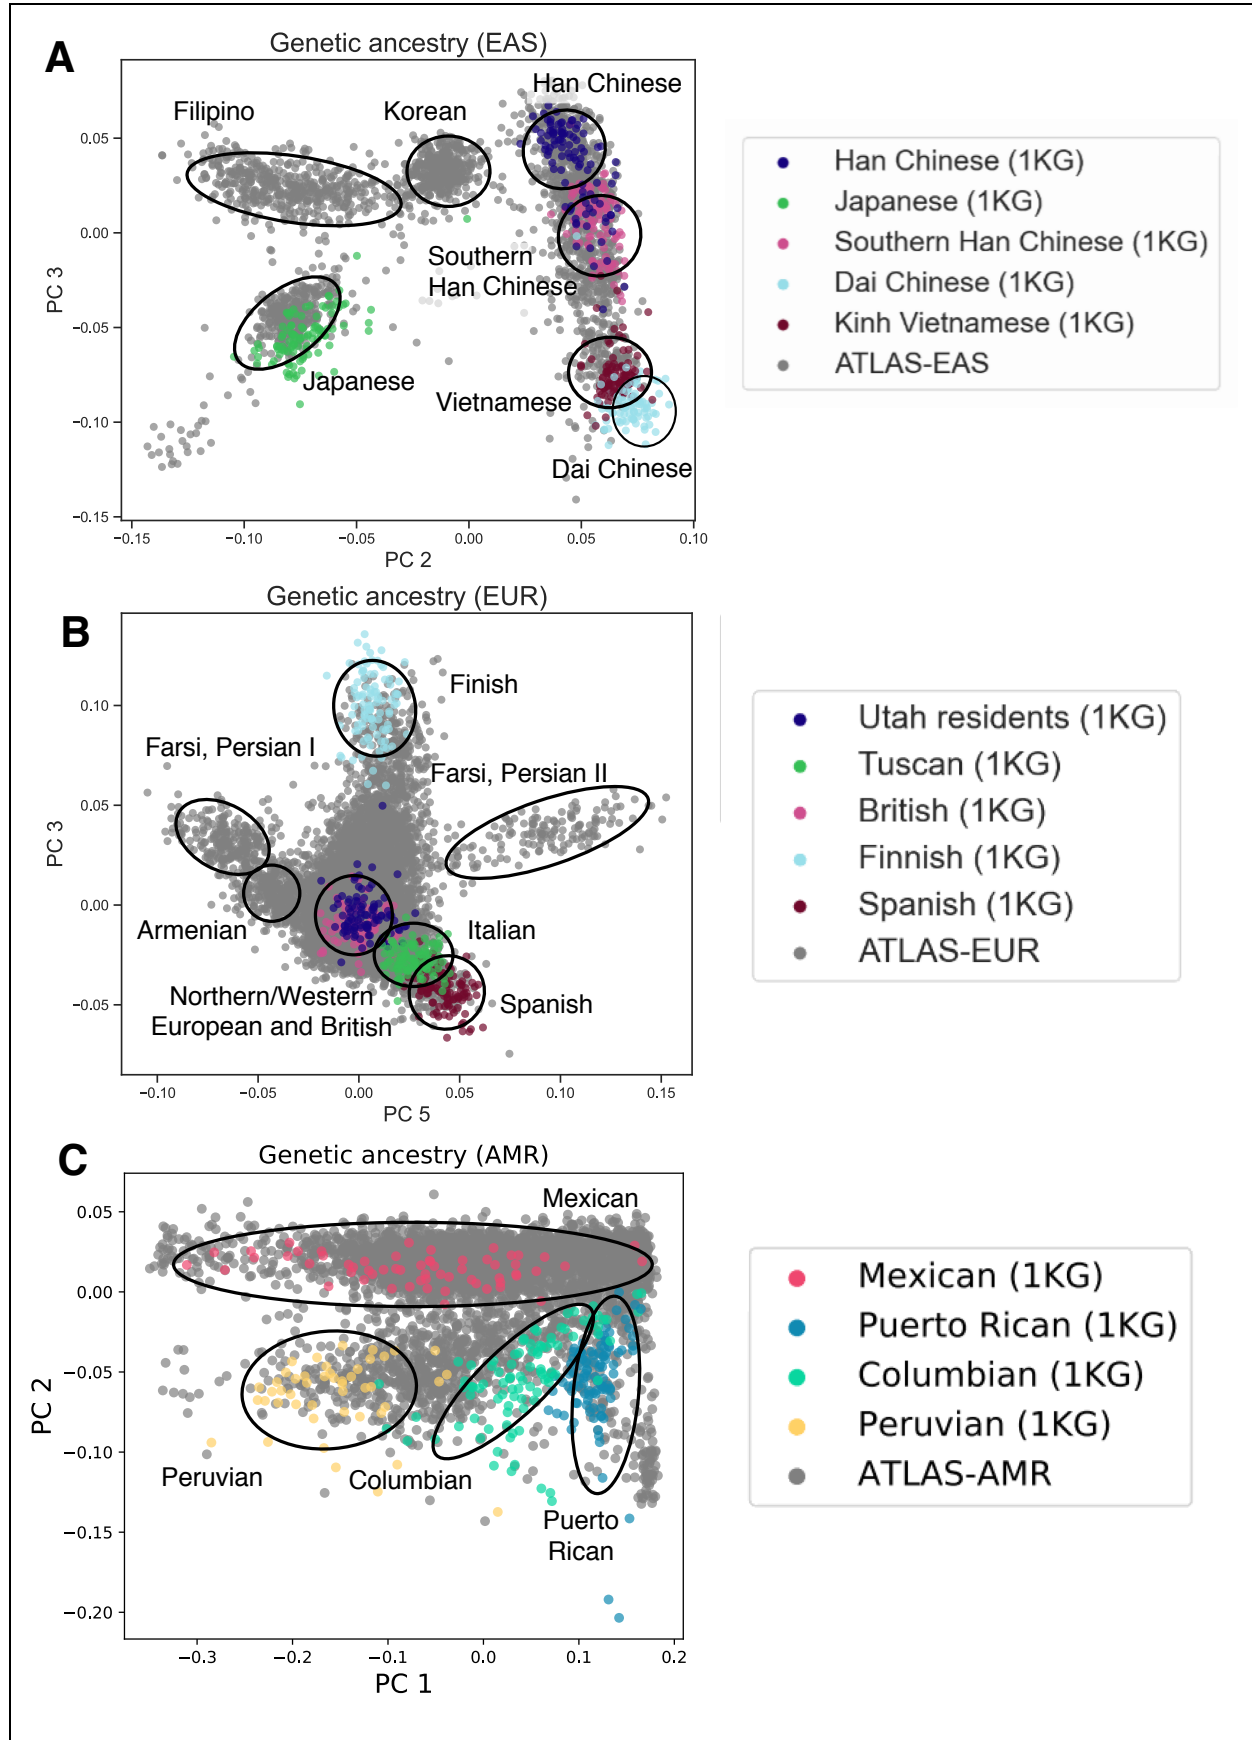 A
Genetic ancestry (EAS)
Filipino
Korean
Han Chinese
Southern
Han Chinese
Japanese
Vietnamese
Dai Chinese
0.05
0.00
−0.05
−0.10
−0.15
PC 3
−0.15
−0.10
−0.05
0.00
0.05
0.10
PC 2
Han Chinese (1KG)
Japanese (1KG)
Southern Han Chinese (1KG)
Dai Chinese (1KG)
Kinh Vietnamese (1KG)
ATLAS-EAS
B
Genetic ancestry (EUR)
Finish
Farsi, Persian I
Farsi, Persian II
Armenian
Italian
Northern/Western
European and British
Spanish
0.10
0.05
0.00
−0.05
PC 3
−0.10
−0.05
0.00
0.05
0.10
0.15
PC 5
Utah residents (1KG)
Tuscan (1KG)
British (1KG)
Finnish (1KG)
Spanish (1KG)
ATLAS-EUR
C
Genetic ancestry (AMR)
Mexican
Peruvian
Columbian
Puerto
Rican
0.05
0.00
−0.05
−0.10
−0.15
−0.20
PC 2
−0.3
−0.2
−0.1
0.0
0.1
0.2
PC 1
Mexican (1KG)
Puerto Rican (1KG)
Columbian (1KG)
Peruvian (1KG)
ATLAS-AMR